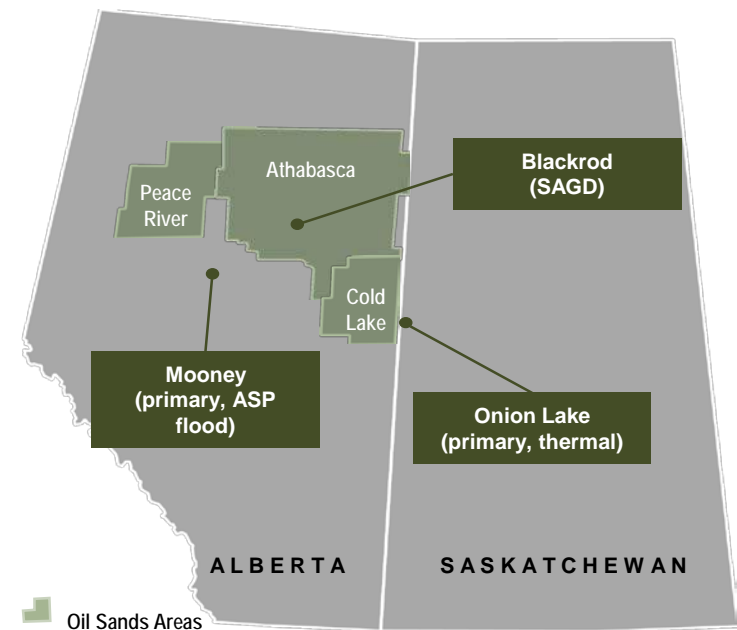 Athabasca
Peace
River
Blackrod
(SAGD)
Cold
Lake
Mooney
(primary, ASP
flood)
Onion Lake
(primary, thermal)
ALBERTA
SASKATCHEWAN
Oil Sands Areas